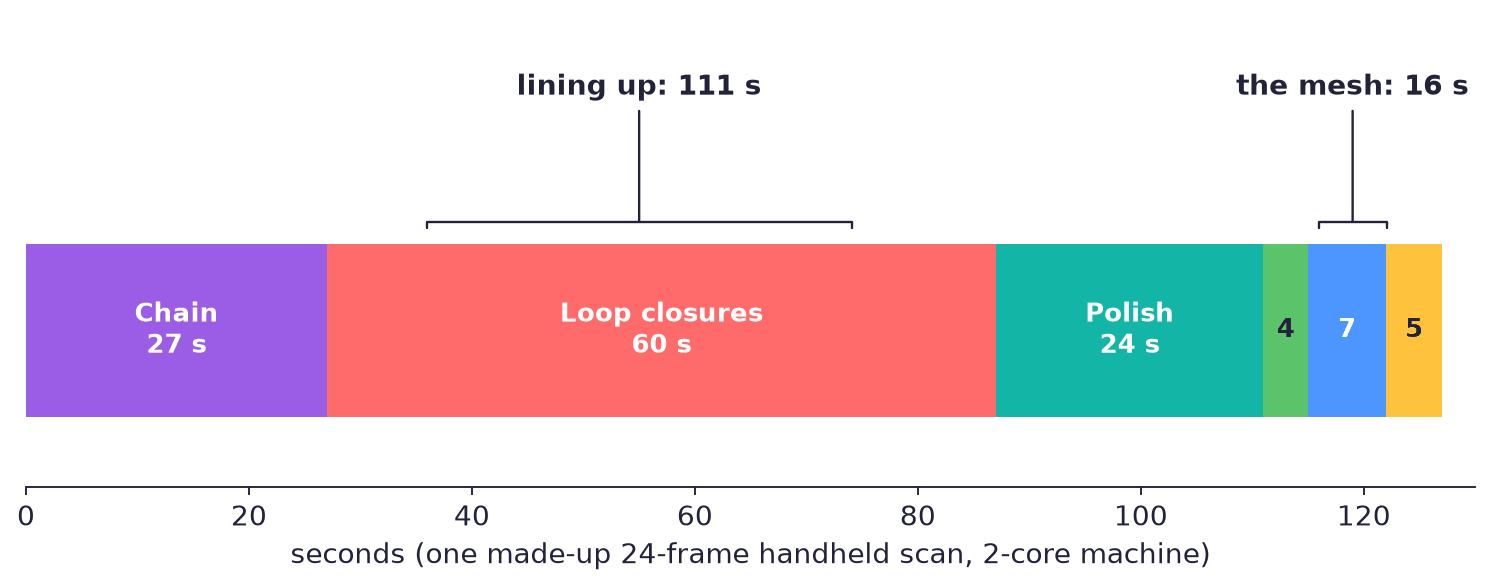 lining up: 111 s
the mesh: 16 s
Chain
27 s
Loop closures
60 s
Polish
24 s
4
7
5
0
20
40
60
80
100
120
seconds (one made-up 24-frame handheld scan, 2-core machine)